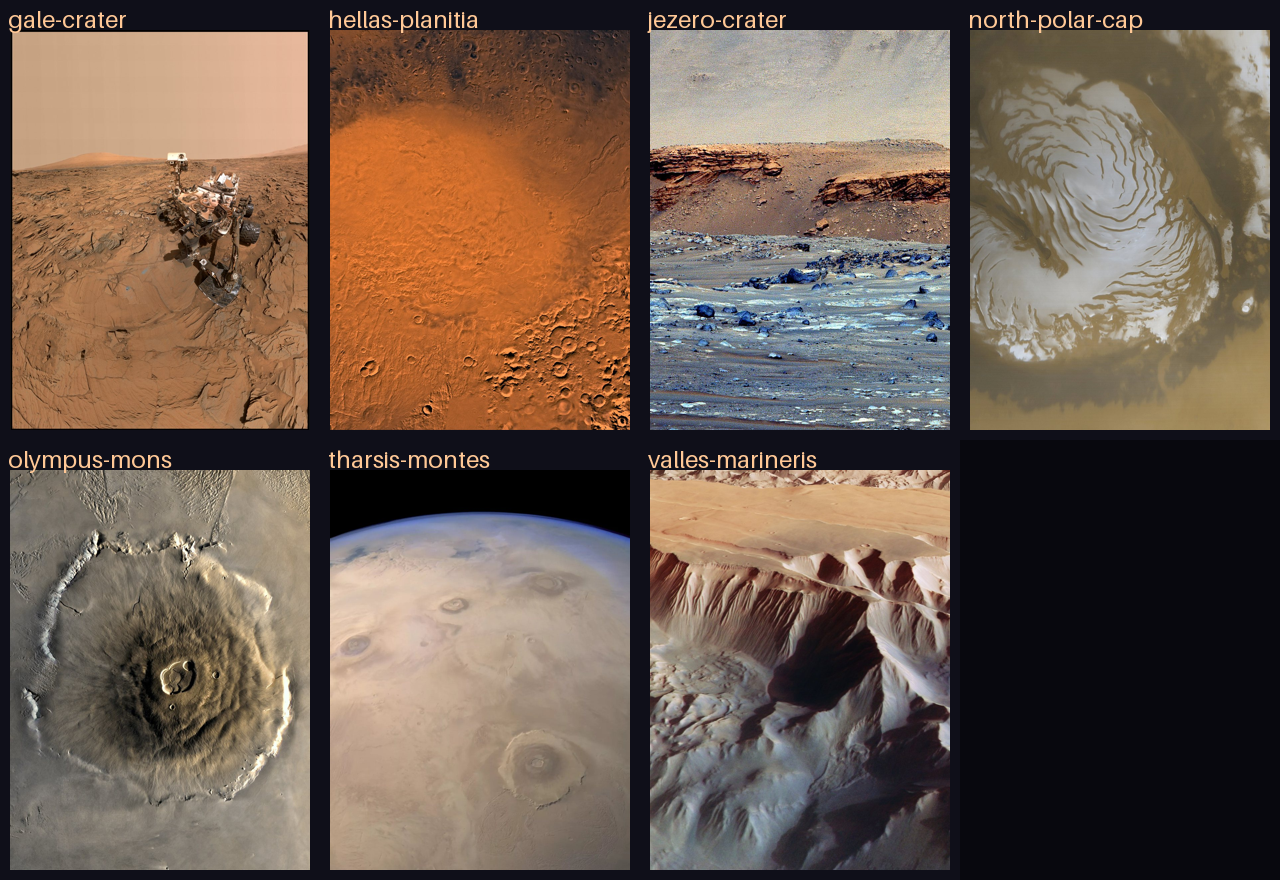 gale-crater
hellas-planitia
jezero-crater
north-polar-cap
olympus-mons
tharsis-montes
valles-marineris